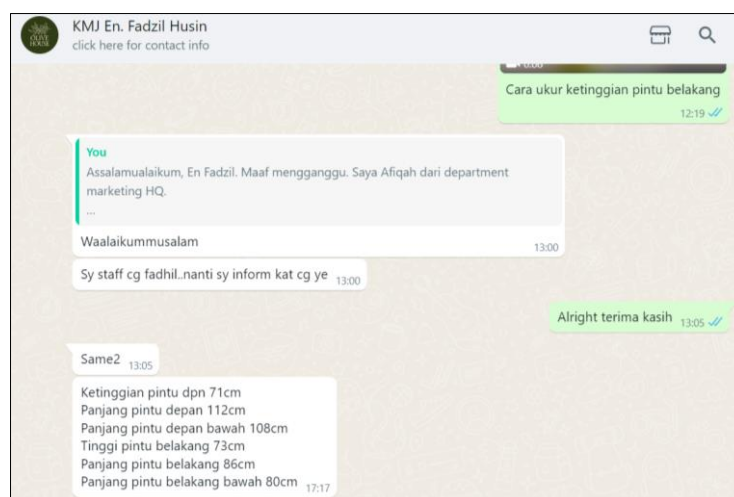 OLIVE
HOUSE
KMJ En. Fadzil Husin
click here for contact info
Cara ukur ketinggian pintu belakang
12:19
You
Assalamualaikum, En Fadzil. Maaf mengganggu. Saya Afiqah dari department
marketing HQ.
...
Waalaikummusalam
13:00
Sy staff cg fadhil..nanti sy inform kat cg ye 13:00
Alright terima kasih 13:05
Same2 13:05
Ketinggian pintu dpn 71cm
Panjang pintu depan 112cm
Panjang pintu depan bawah 108cm
Tinggi pintu belakang 73cm
Panjang pintu belakang 86cm
Panjang pintu belakang bawah 80cm 17:17